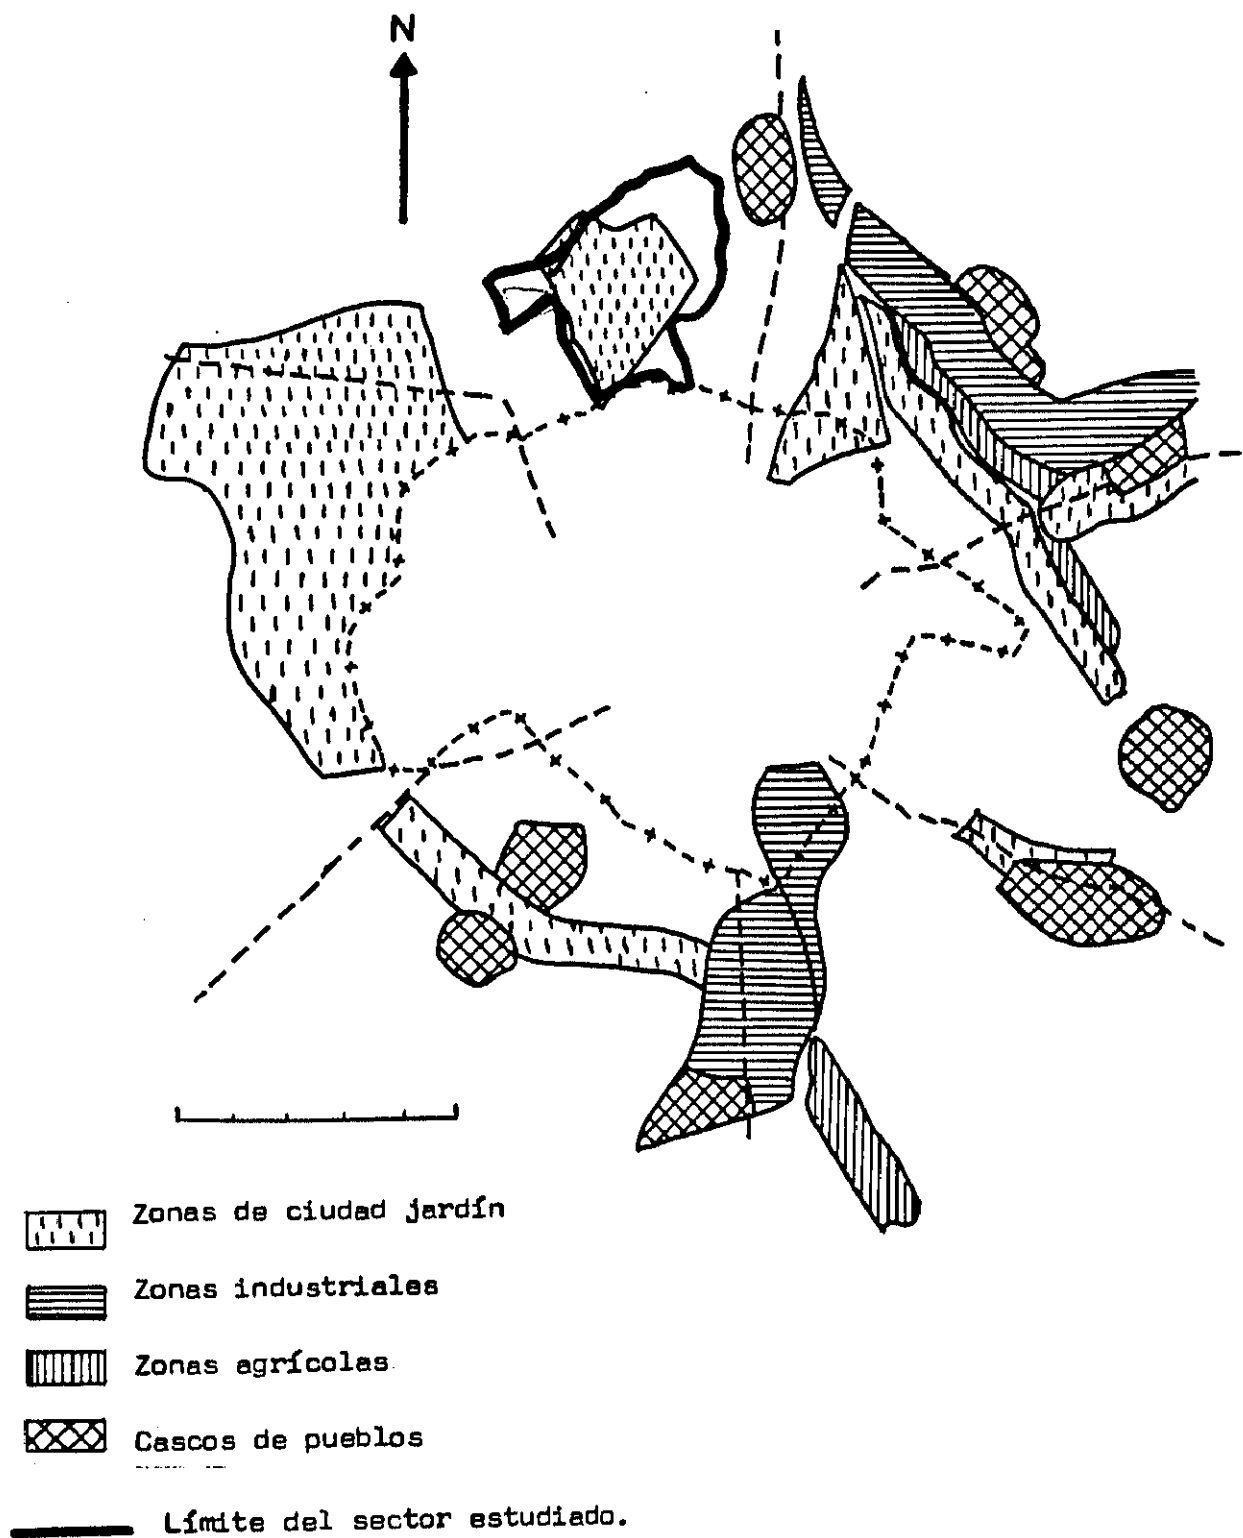 N
Zonas de ciudad jardín
Zonas industriales
Zonas agrícolas
Cascos de pueblos
Límite del sector estudiado.